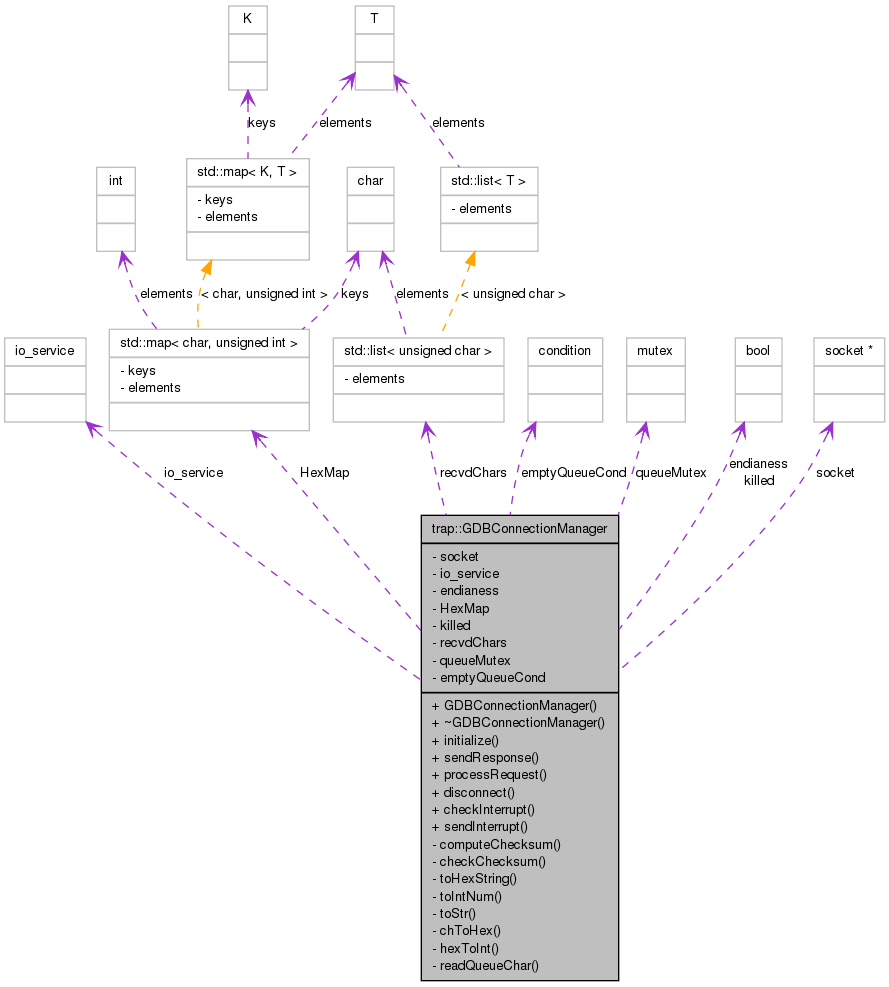 K
T
keys
elements
elements
int
std::map< K, T >
- keys
- elements
char
std::list< T >
- elements
elements
< char, unsigned int >
keys
elements
< unsigned char >
io_service
std::map< char, unsigned int >
- keys
- elements
std::list< unsigned char >
- elements
condition
mutex
bool
socket *
io_service
HexMap
recvdChars
emptyQueueCond
queueMutex
endianess
killed
socket
trap::GDBConnectionManager
- socket
- io_service
- endianess
- HexMap
- killed
- recvdChars
- queueMutex
- emptyQueueCond
+ GDBConnectionManager()
+ ~GDBConnectionManager()
+ initialize()
+ sendResponse()
+ processRequest()
+ disconnect()
+ checkInterrupt()
+ sendInterrupt()
- computeChecksum()
- checkChecksum()
- toHexString()
- toIntNum()
- toStr()
- chToHex()
- hexToInt()
- readQueueChar()